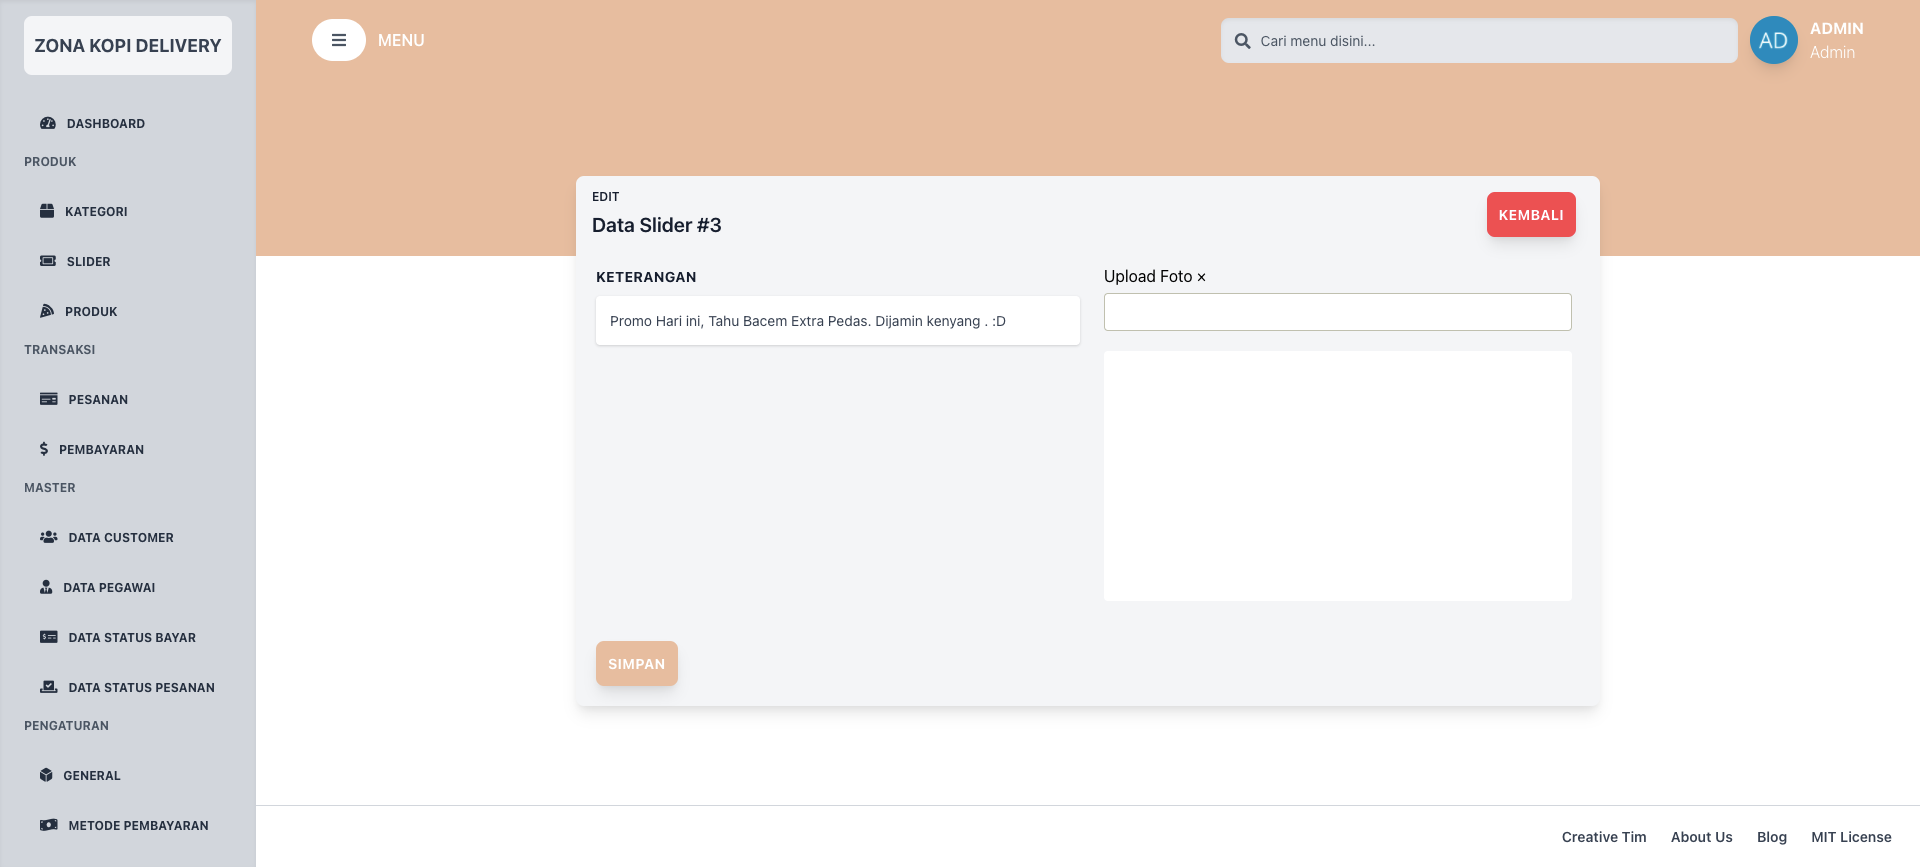 ZONA KOPI DELIVERY
DASHBOARD
PRODUK
KATEGORI
SLIDER
PRODUK
TRANSAKSI
PESANAN
PEMBAYARAN
MASTER
DATA CUSTOMER
DATA PEGAWAI
DATA STATUS BAYAR
DATA STATUS PESANAN
PENGATURAN
GENERAL
METODE PEMBAYARAN
MENU
Cari menu disini...
AD
ADMIN
Admin
EDIT
Data Slider #3
KEMBALI
KETERANGAN
Promo Hari ini, Tahu Bacem Extra Pedas. Dijamin kenyang . :D
Upload Foto ×
SIMPAN
Creative Tim About Us Blog MIT License